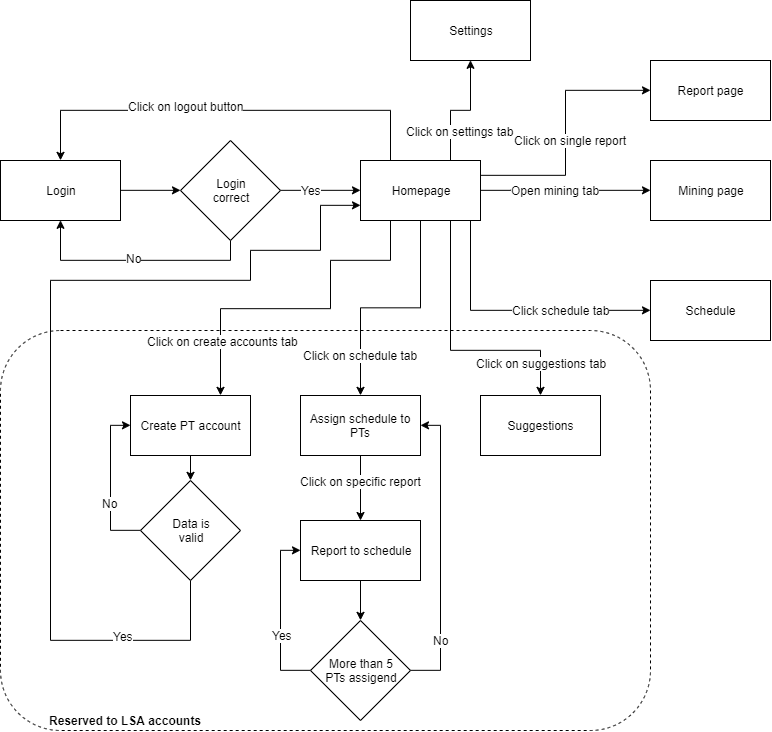 Settings
Report page
Click on logout button
Click on settings tab
Click on single report
Login
Login
correct
Yes
Homepage
Open mining tab
Mining page
No
Click schedule tab
Schedule
Click on create accounts tab
Click on schedule tab
Click on suggestions tab
Create PT account
Assign schedule to
PTs
Suggestions
Click on specific report
No
Data is
valid
Report to schedule
Yes
Yes
No
More than 5
PTs assigend
Reserved to LSA accounts